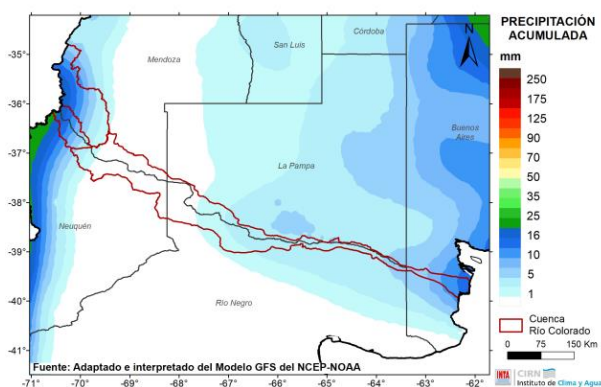 PRECIPITACIÓN
ACUMULADA
mm
250
175
125
90
70
50
35
25
16
10
5
1
Cuenca
Río Colorado
0 75 150 Km
INTA CIRN
Instituto de Clima y Agua
N
-35°
-36°
-37°
-38°
-39°
-40°
-41°
Mendoza
San Luis
Córdoba
Buenos
Aires
La Pampa
Neuquén
Río Negro
Fuente: Adaptado e interpretado del Modelo GFS del NCEP-NOAA
-71° -70° -69° -68° -67° -66° -65° -64° -63° -62°